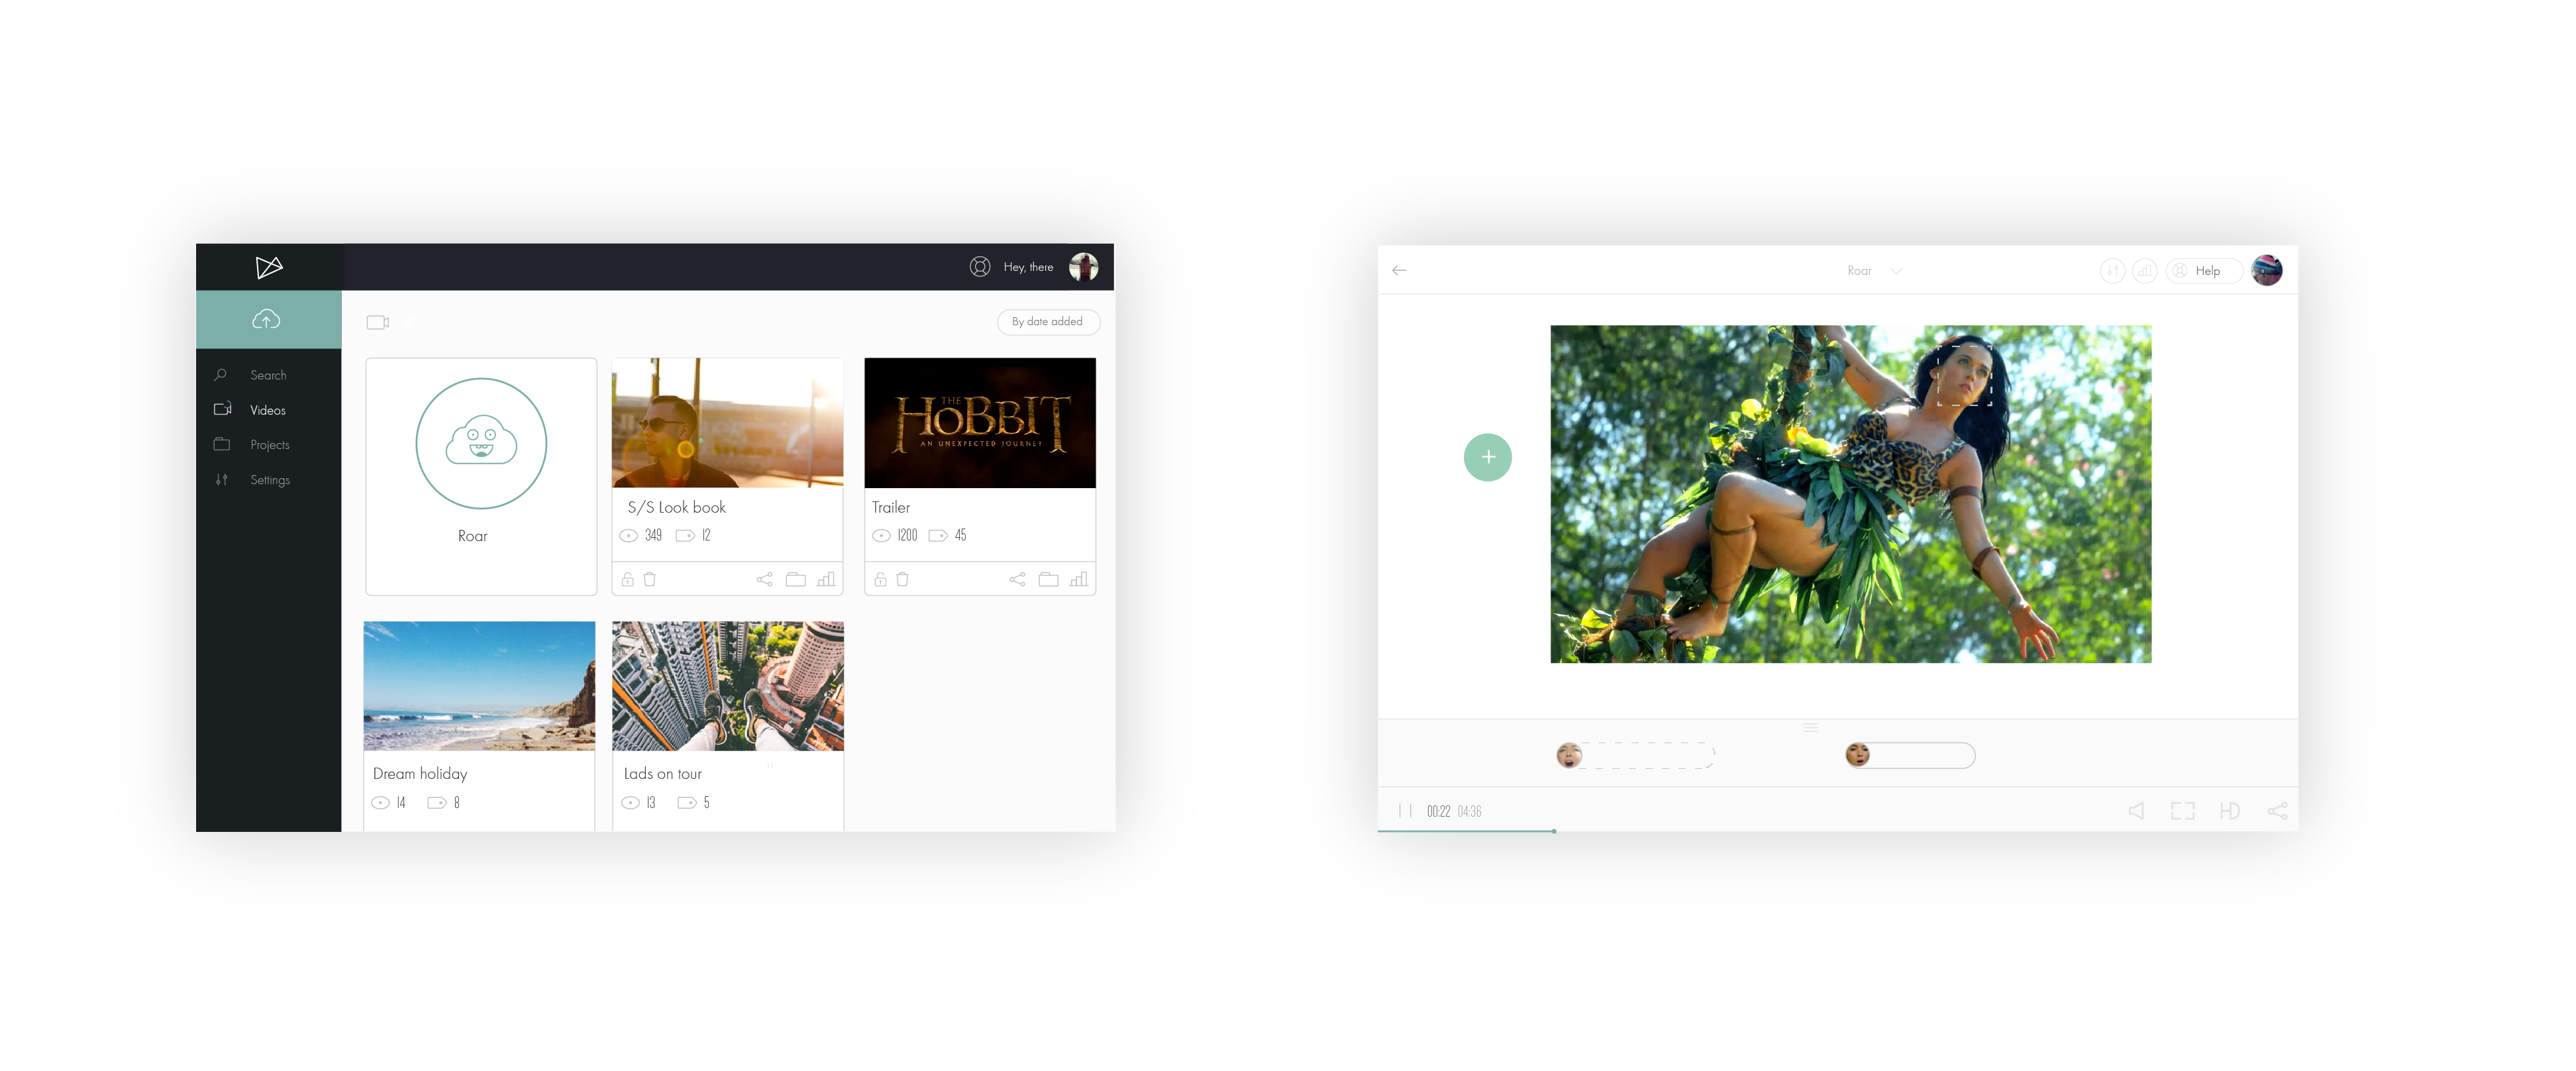 Hey, there
By date added
Search
Videos
Projects
Settings
Roar
S/S Look book
349 12
THE
HOBBIT
AN UNEXPECTED JOURNEY
Trailer
1200 45
Dream holiday
14 8
Lads on tour
13 5
Roar
Help
00:22 04:36
HD